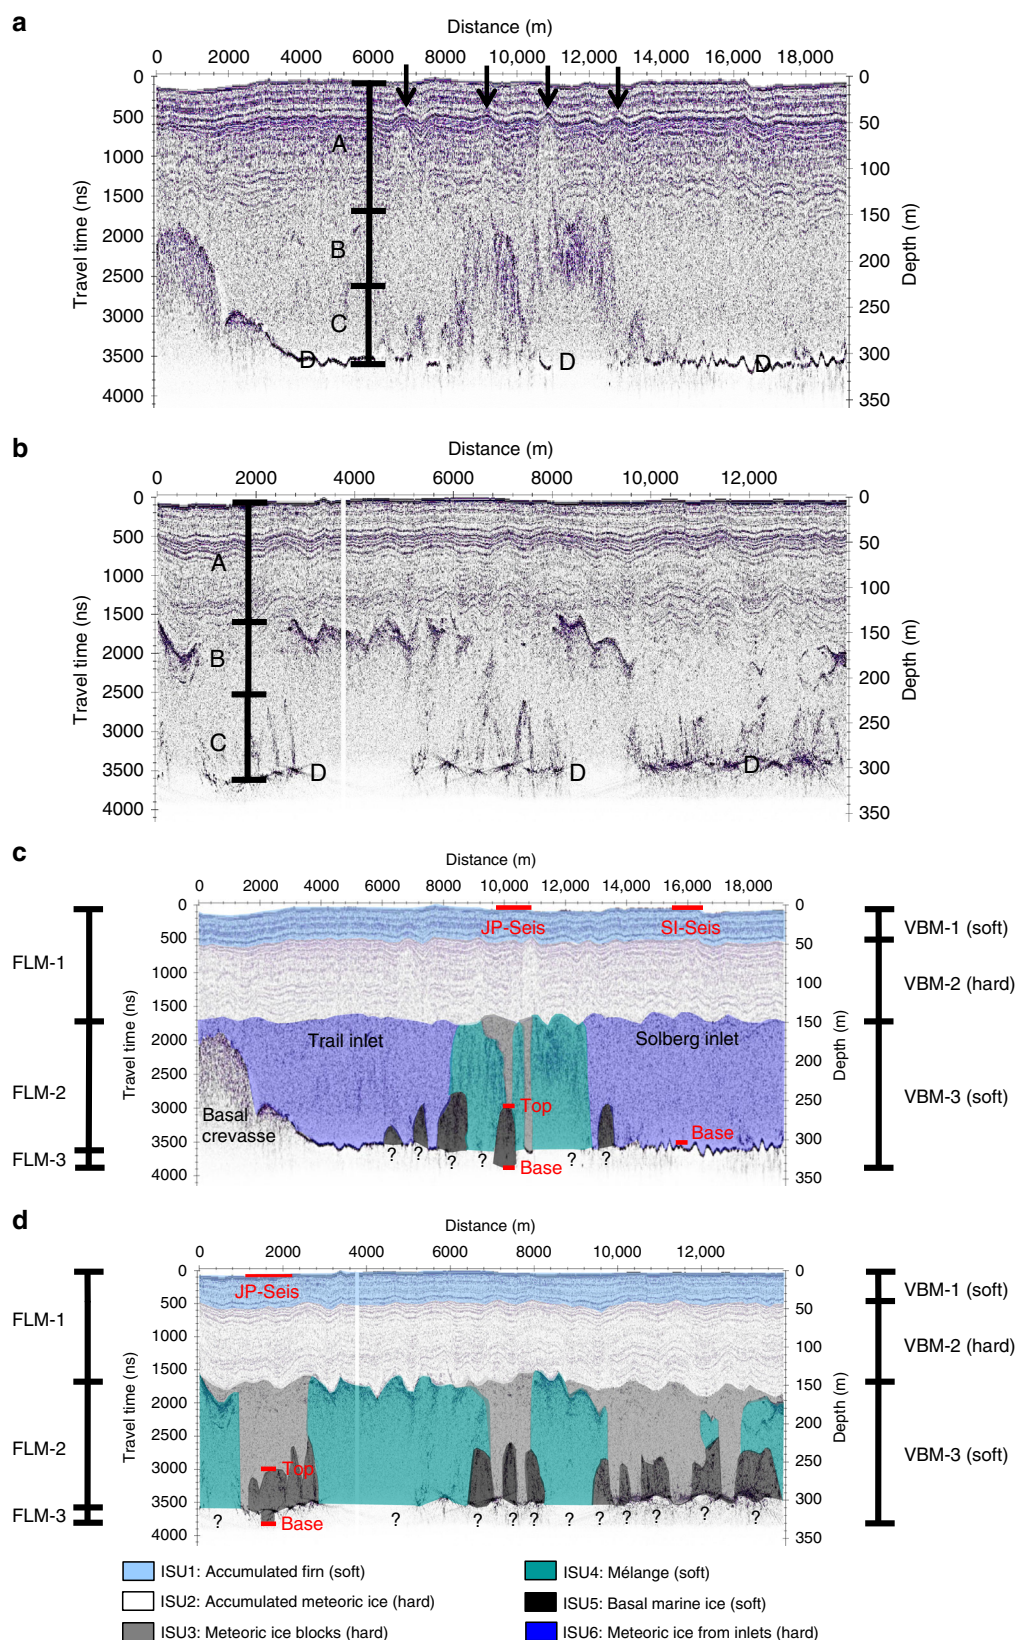 a
Distance (m)
0 2000 4000 6000 8000 10,000 12,000 14,000 16,000 18,000
Travel time (ns)
0
500
1000
1500
2000
2500
3000
3500
4000
A
B
C
D
D
D
0
50
100
150
200
250
300
350
Depth (m)
b
Distance (m)
0 2000 4000 6000 8000 10,000 12,000
Travel time (ns)
0
500
1000
1500
2000
2500
3000
3500
4000
A
B
C
D
D
D
0
50
100
150
200
250
300
350
Depth (m)
c
Distance (m)
0 2000 4000 6000 8000 10,000 12,000 14,000 16,000 18,000
FLM-1
FLM-2
FLM-3
Travel time (ns)
0
500
1000
1500
2000
2500
3000
3500
4000
JP-Seis
SI-Seis
Trail inlet
Solberg inlet
Basal
crevasse
Top
Base
Base
? ? ? ? ? ?
0
50
100
150
200
250
300
350
Depth (m)
VBM-1 (soft)
VBM-2 (hard)
VBM-3 (soft)
d
Distance (m)
0 2000 4000 6000 8000 10,000 12,000
FLM-1
FLM-2
FLM-3
Travel time (ns)
0
500
1000
1500
2000
2500
3000
3500
4000
JP-Seis
Top
Base
? ? ? ? ? ? ? ? ? ? ?
0
50
100
150
200
250
300
350
Depth (m)
VBM-1 (soft)
VBM-2 (hard)
VBM-3 (soft)
ISU1: Accumulated firn (soft)
ISU2: Accumulated meteoric ice (hard)
ISU3: Meteoric ice blocks (hard)
ISU4: Mélange (soft)
ISU5: Basal marine ice (soft)
ISU6: Meteoric ice from inlets (hard)